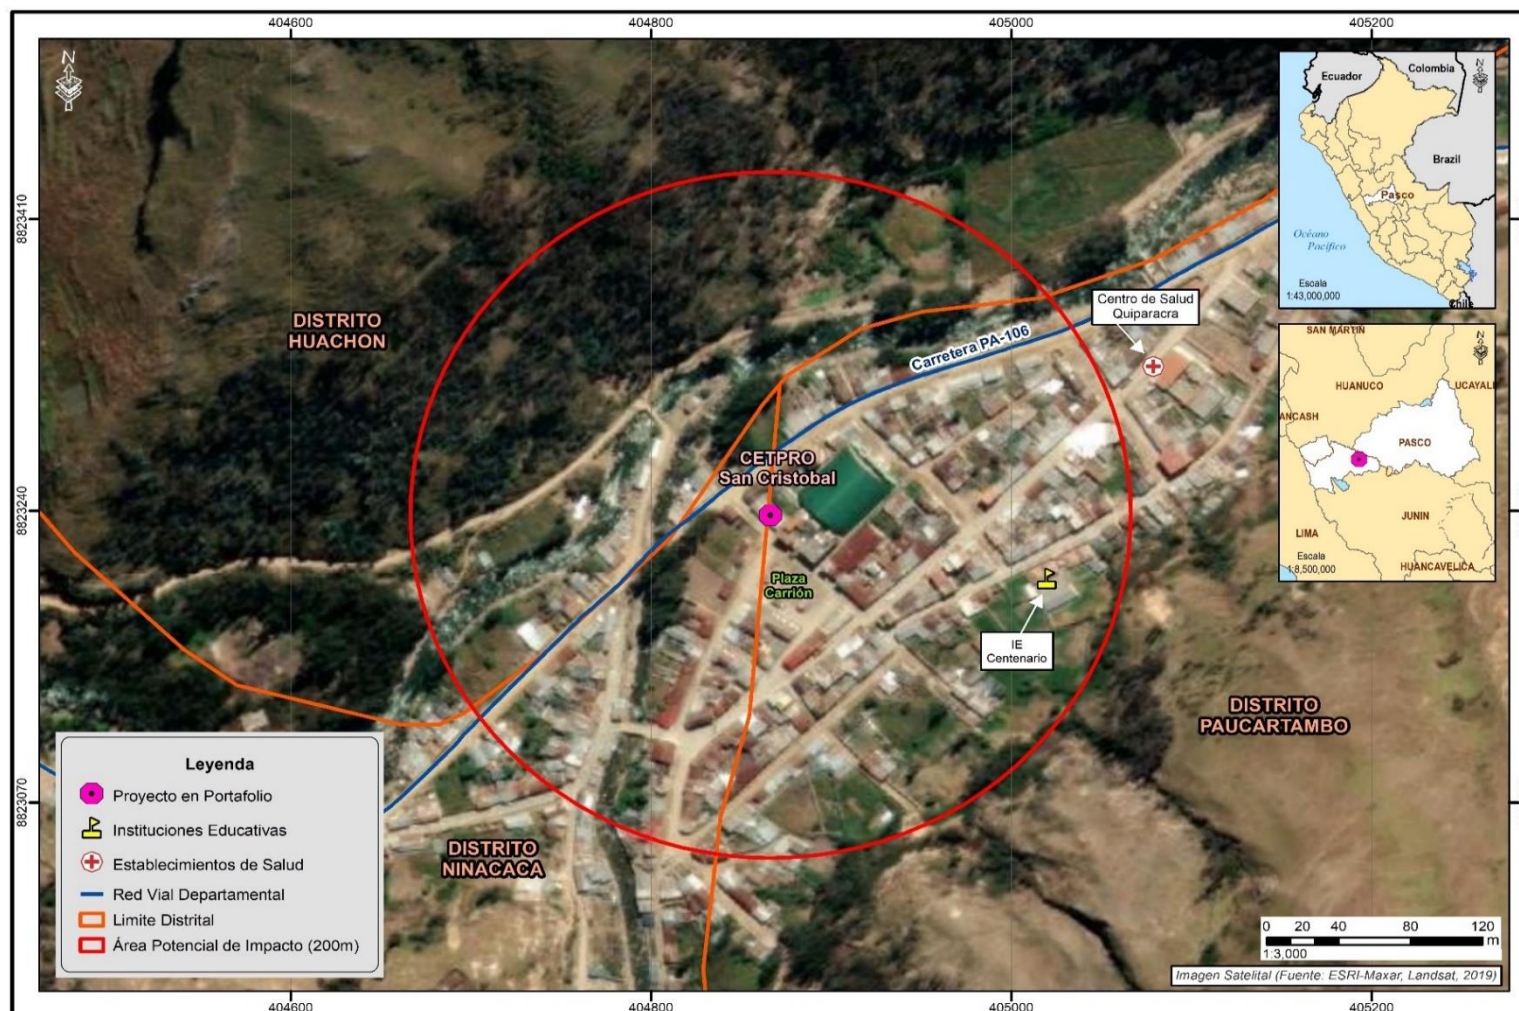 404600
404800
405000
405200
N
8823410
8823240
8823070
DISTRITO
HUACHON
CETPRO
San Cristobal
Carretera PA-106
Centro de Salud
Quiparacra
Plaza
Carrión
IE
Centenario
DISTRITO
PAUCARTAMBO
DISTRITO
NINACACA
Ecuador
Colombia
N
Brazil
Pasco
Océano
Pacífico
Escala
1:43,000,000
Chile
SAN MARTIN
N
HUANUCO
UCAYALI
ANCASH
PASCO
JUNIN
LIMA
Escala
1:8,500,000
HUANCAVELICA
Leyenda
Proyecto en Portafolio
Instituciones Educativas
Establecimientos de Salud
Red Vial Departamental
Limite Distrital
Área Potencial de Impacto (200m)
0 20 40 80 120
m
1:3,000
Imagen Satelital (Fuente: ESRI-Maxar, Landsat, 2019)
404600
404800
405000
405200